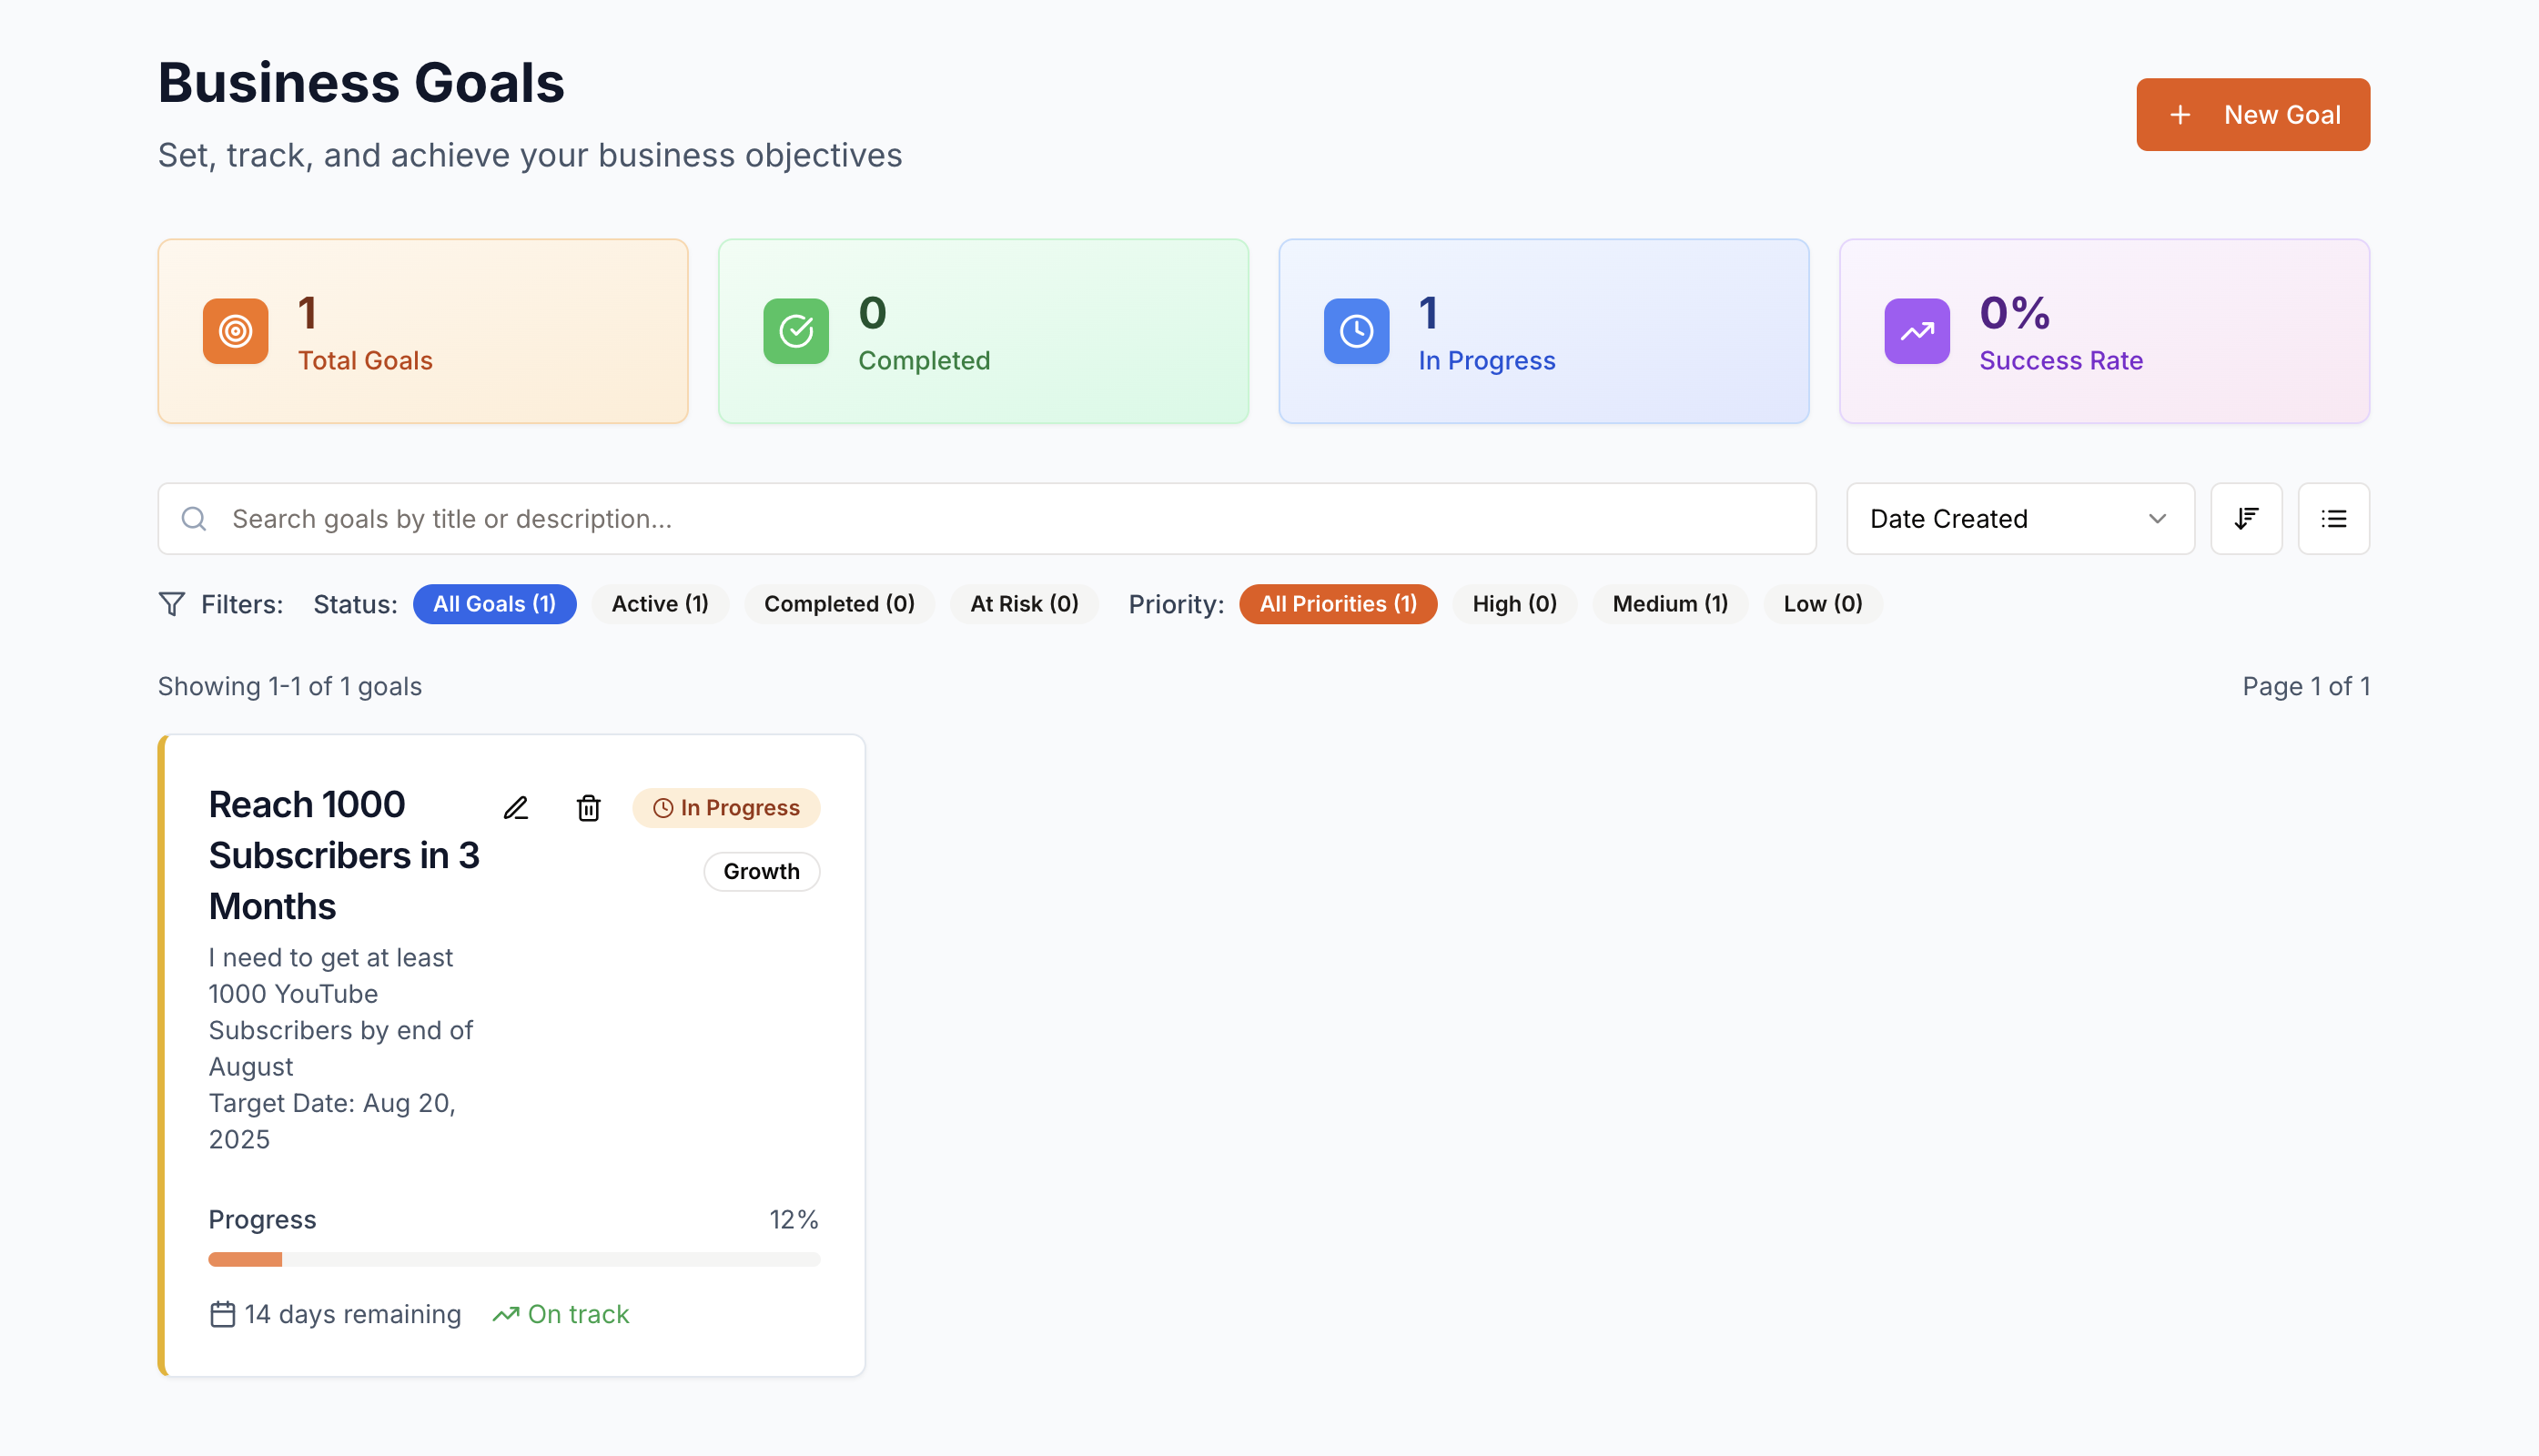 Business Goals
Set, track, and achieve your business objectives
New Goal
1
Total Goals
0
Completed
1
In Progress
0%
Success Rate
Search goals by title or description...
Date Created
Filters: Status: All Goals (1) Active (1) Completed (0) At Risk (0) Priority: All Priorities (1) High (0) Medium (1) Low (0)
Showing 1-1 of 1 goals
Page 1 of 1
Reach 1000
Subscribers in 3
Months
In Progress
Growth
I need to get at least
1000 YouTube
Subscribers by end of
August
Target Date: Aug 20,
2025
Progress
12%
14 days remaining
On track